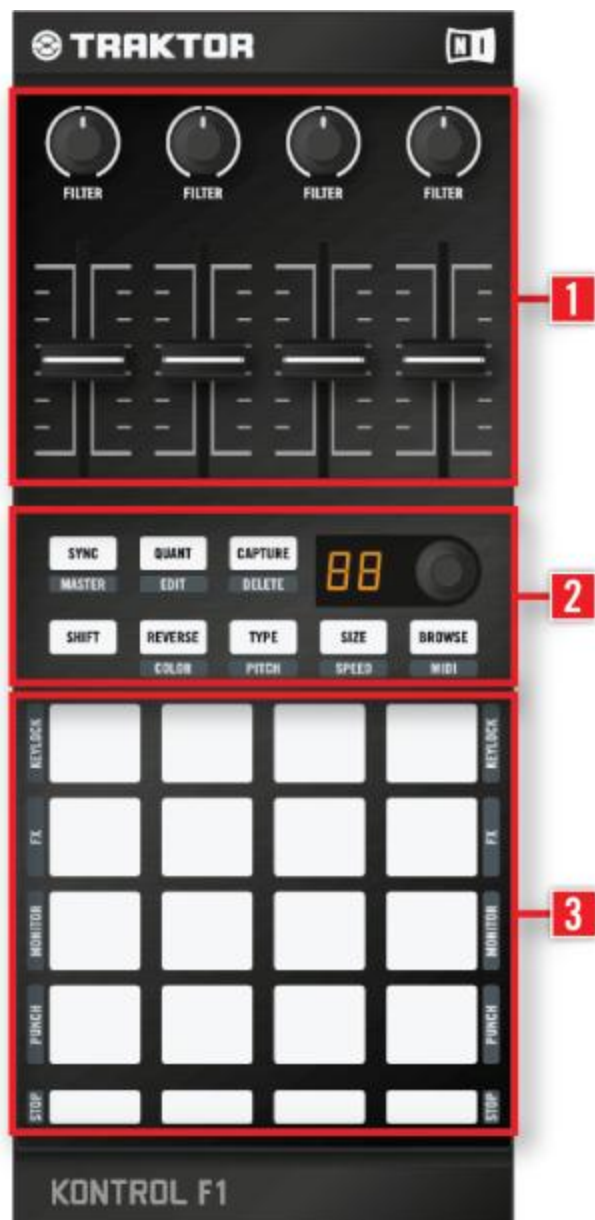 TRAKTOR NI
FILTER FILTER FILTER FILTER
1
SYNC QUANT CAPTURE 88
MASTER EDIT DELETE
2
SHIFT REVERSE TYPE SIZE BROWSE
COLOR PITCH SPEED MIDI
KEYLOCK KEYLOCK
FX FX
3
MONITOR MONITOR
PUNCH PUNCH
STOP STOP
KONTROL F1